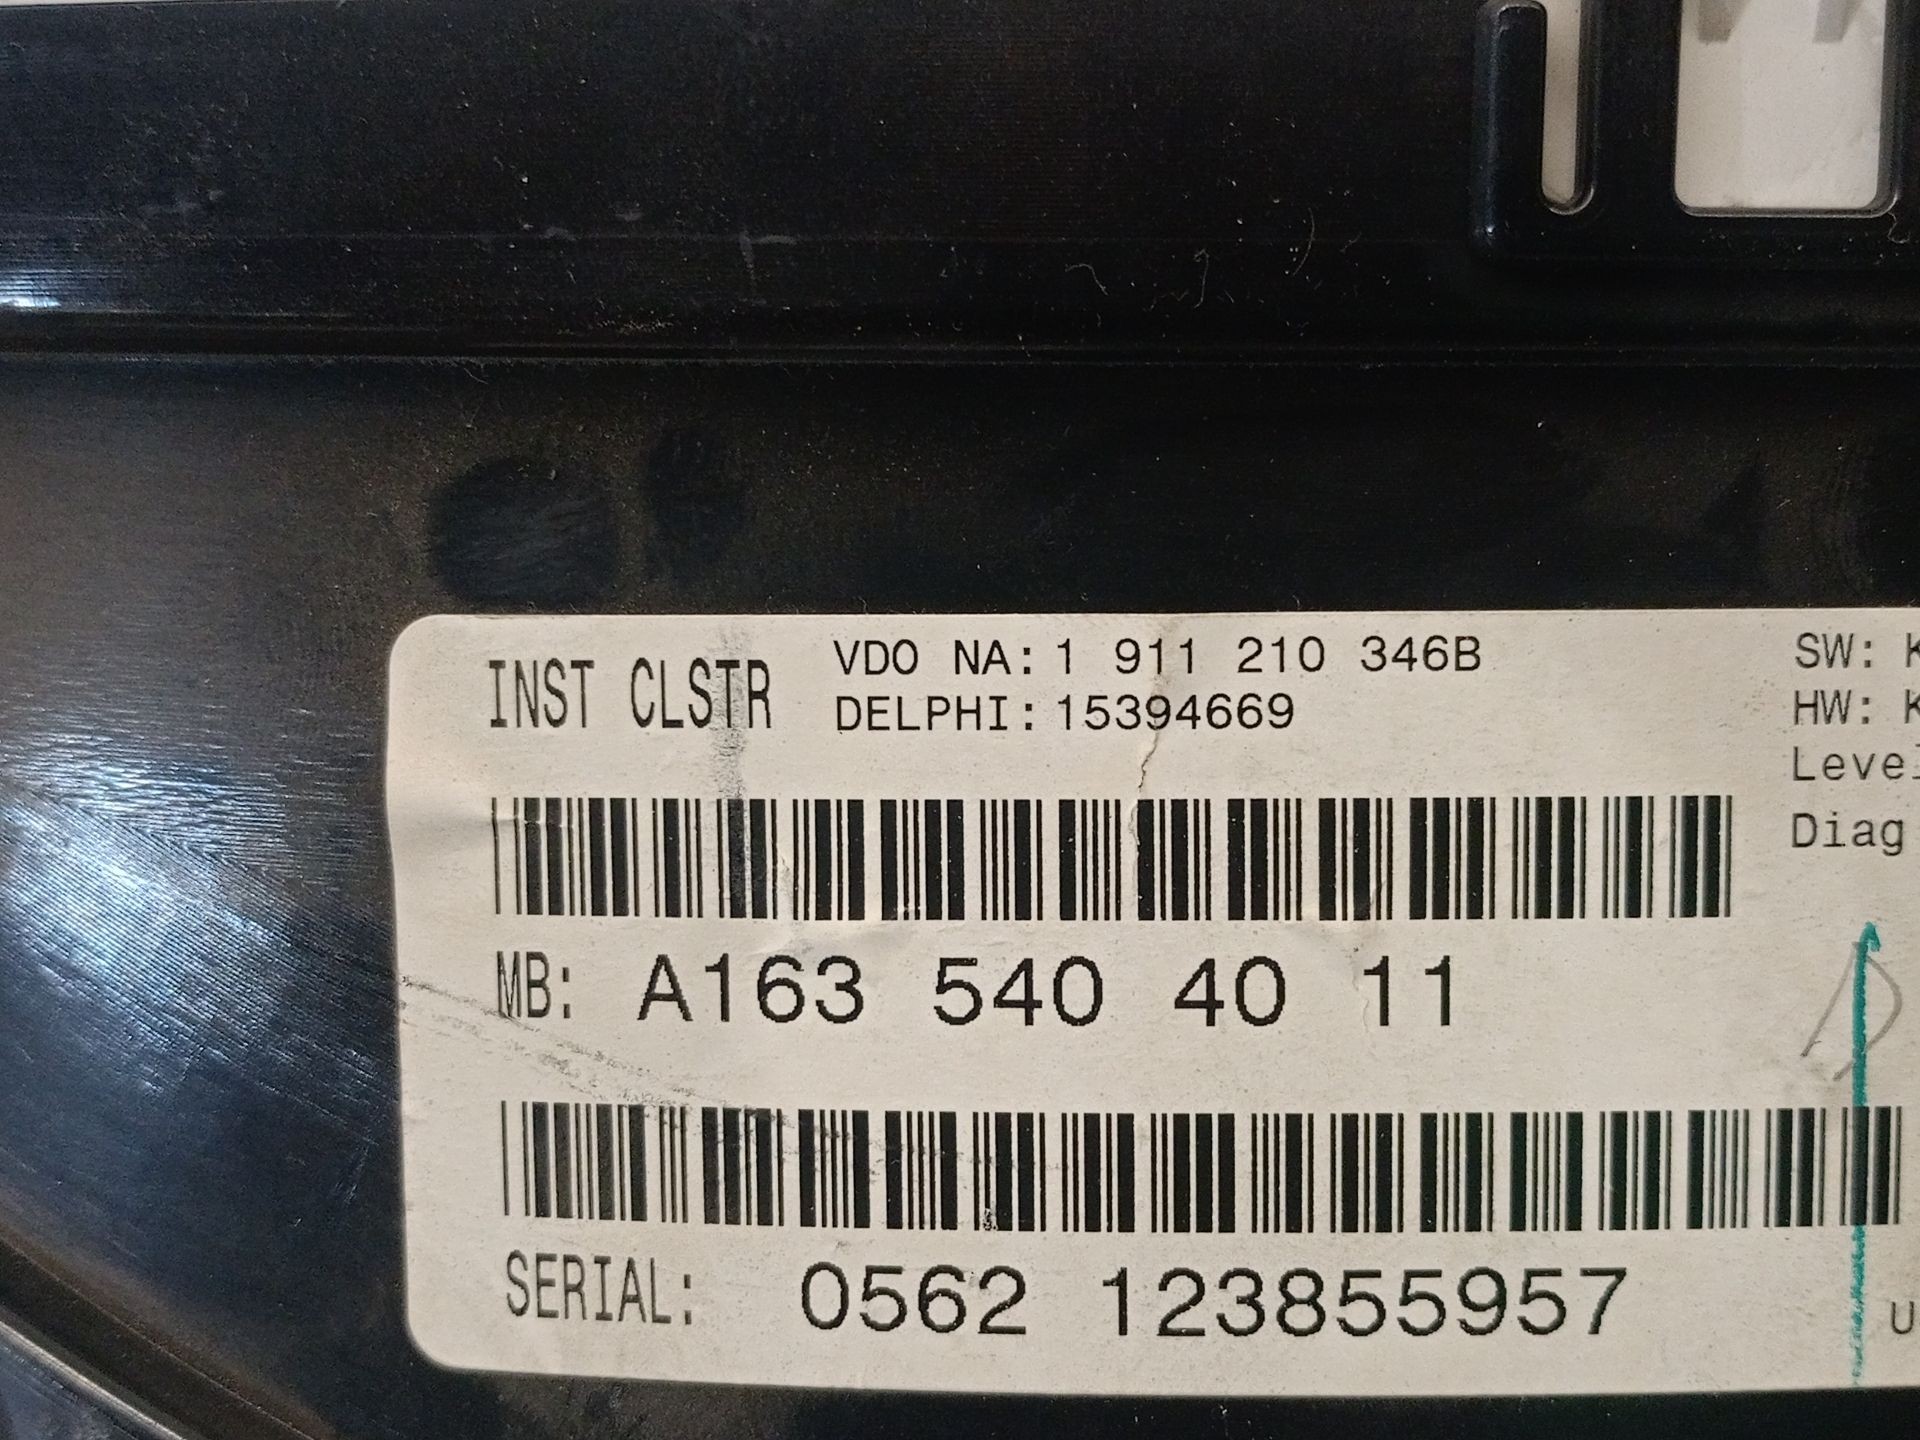 INST CLSTR
VDO NA: 1 911 210 346B
DELPHI: 15394669
SW: K
HW: K
Level
Diag
MB: A163 540 40 11
SERIAL: 0562 123855957
U